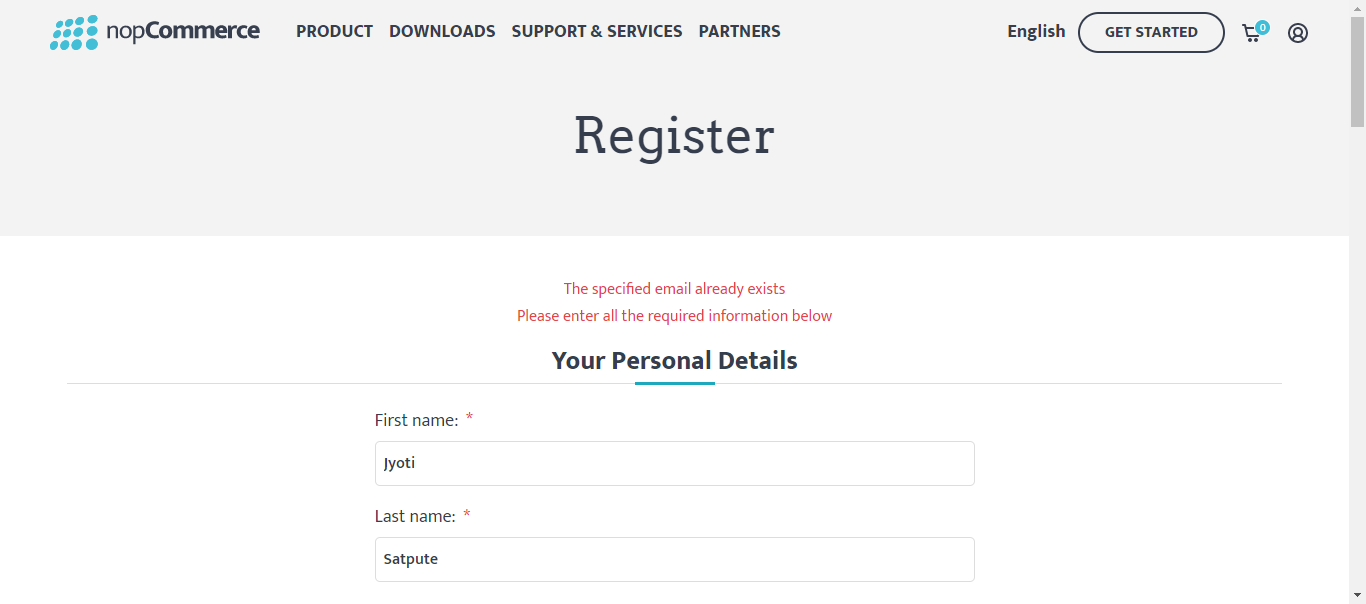 nopCommerce PRODUCT DOWNLOADS SUPPORT & SERVICES PARTNERS English GET STARTED 0
Register
The specified email already exists
Please enter all the required information below
Your Personal Details
First name: *
Jyoti
Last name: *
Satpute